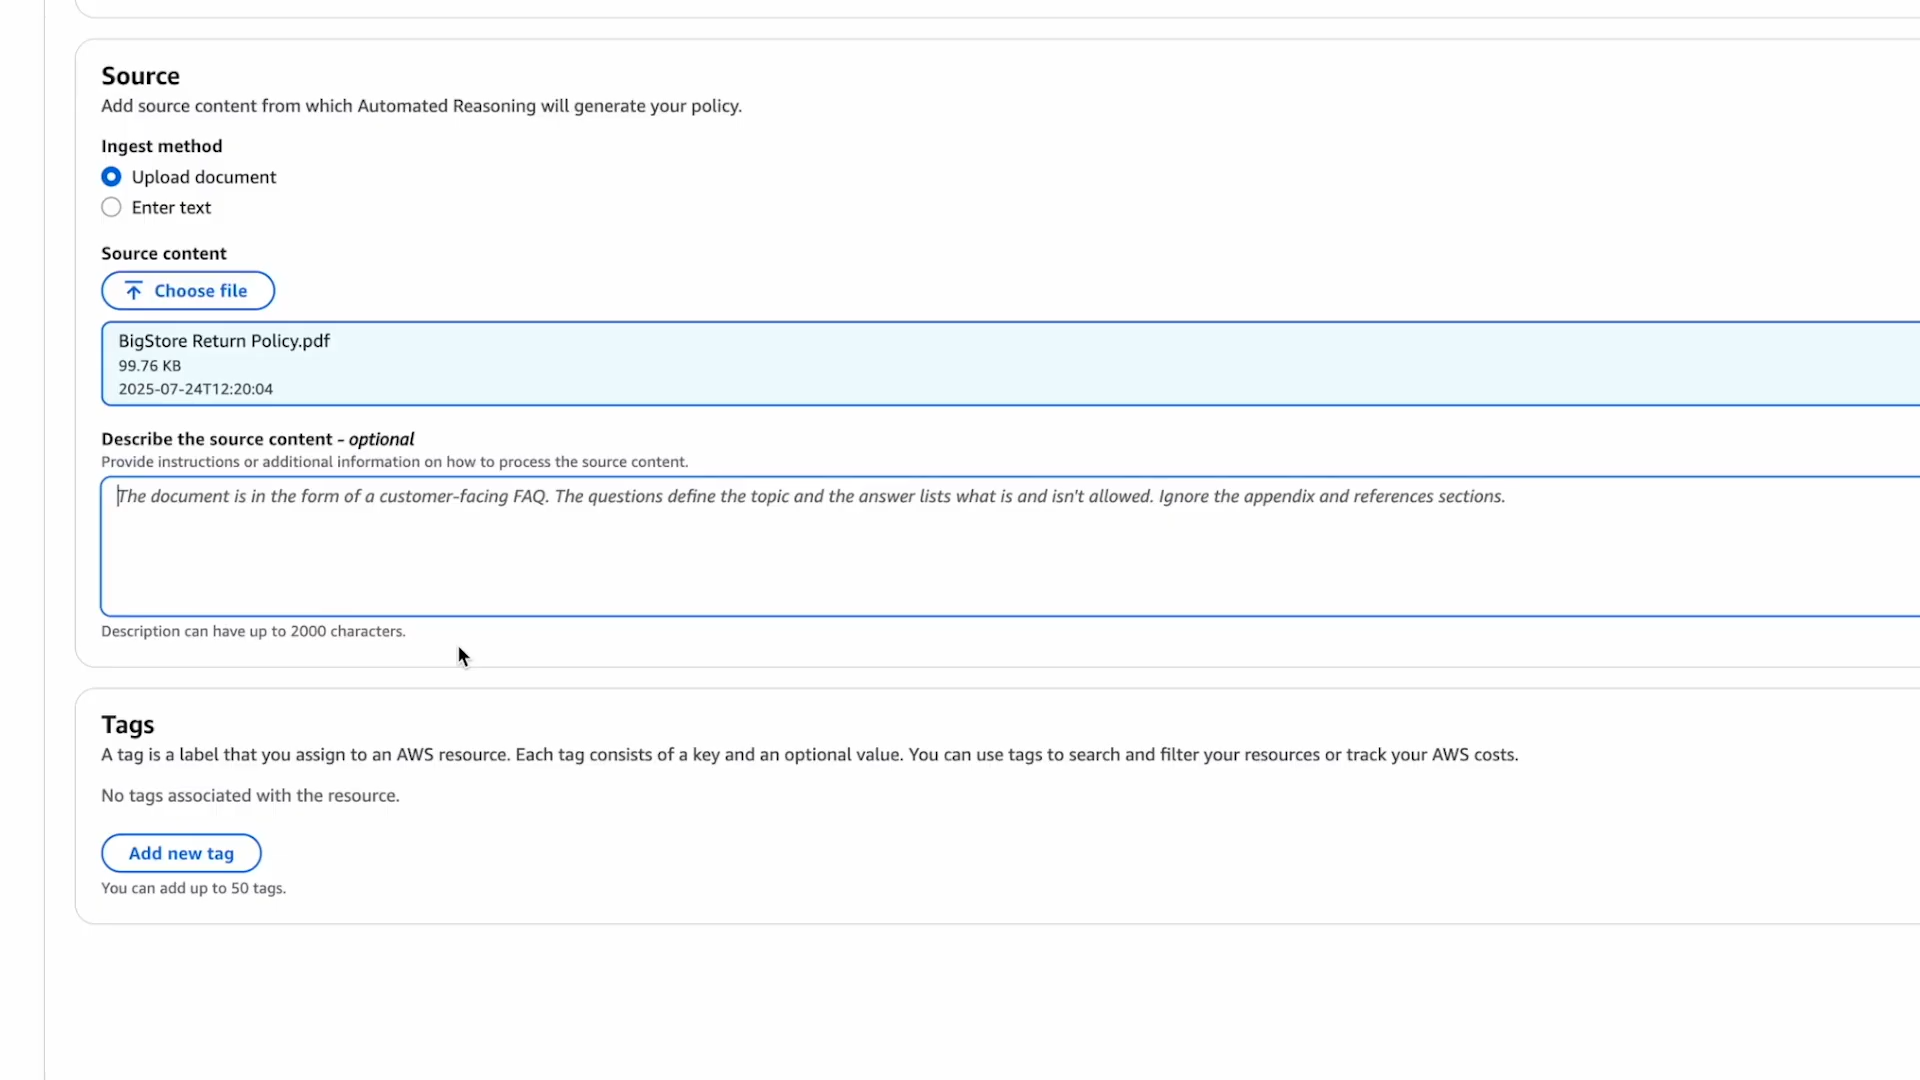 Source
Add source content from which Automated Reasoning will generate your policy.
Ingest method
Upload document
Enter text
Source content
Choose file
BigStore Return Policy.pdf
99.76 KB
2025-07-24T12:20:04
Describe the source content - optional
Provide instructions or additional information on how to process the source content.
The document is in the form of a customer-facing FAQ. The questions define the topic and the answer lists what is and isn't allowed. Ignore the appendix and references sections.
Description can have up to 2000 characters.
Tags
A tag is a label that you assign to an AWS resource. Each tag consists of a key and an optional value. You can use tags to search and filter your resources or track your AWS costs.
No tags associated with the resource.
Add new tag
You can add up to 50 tags.